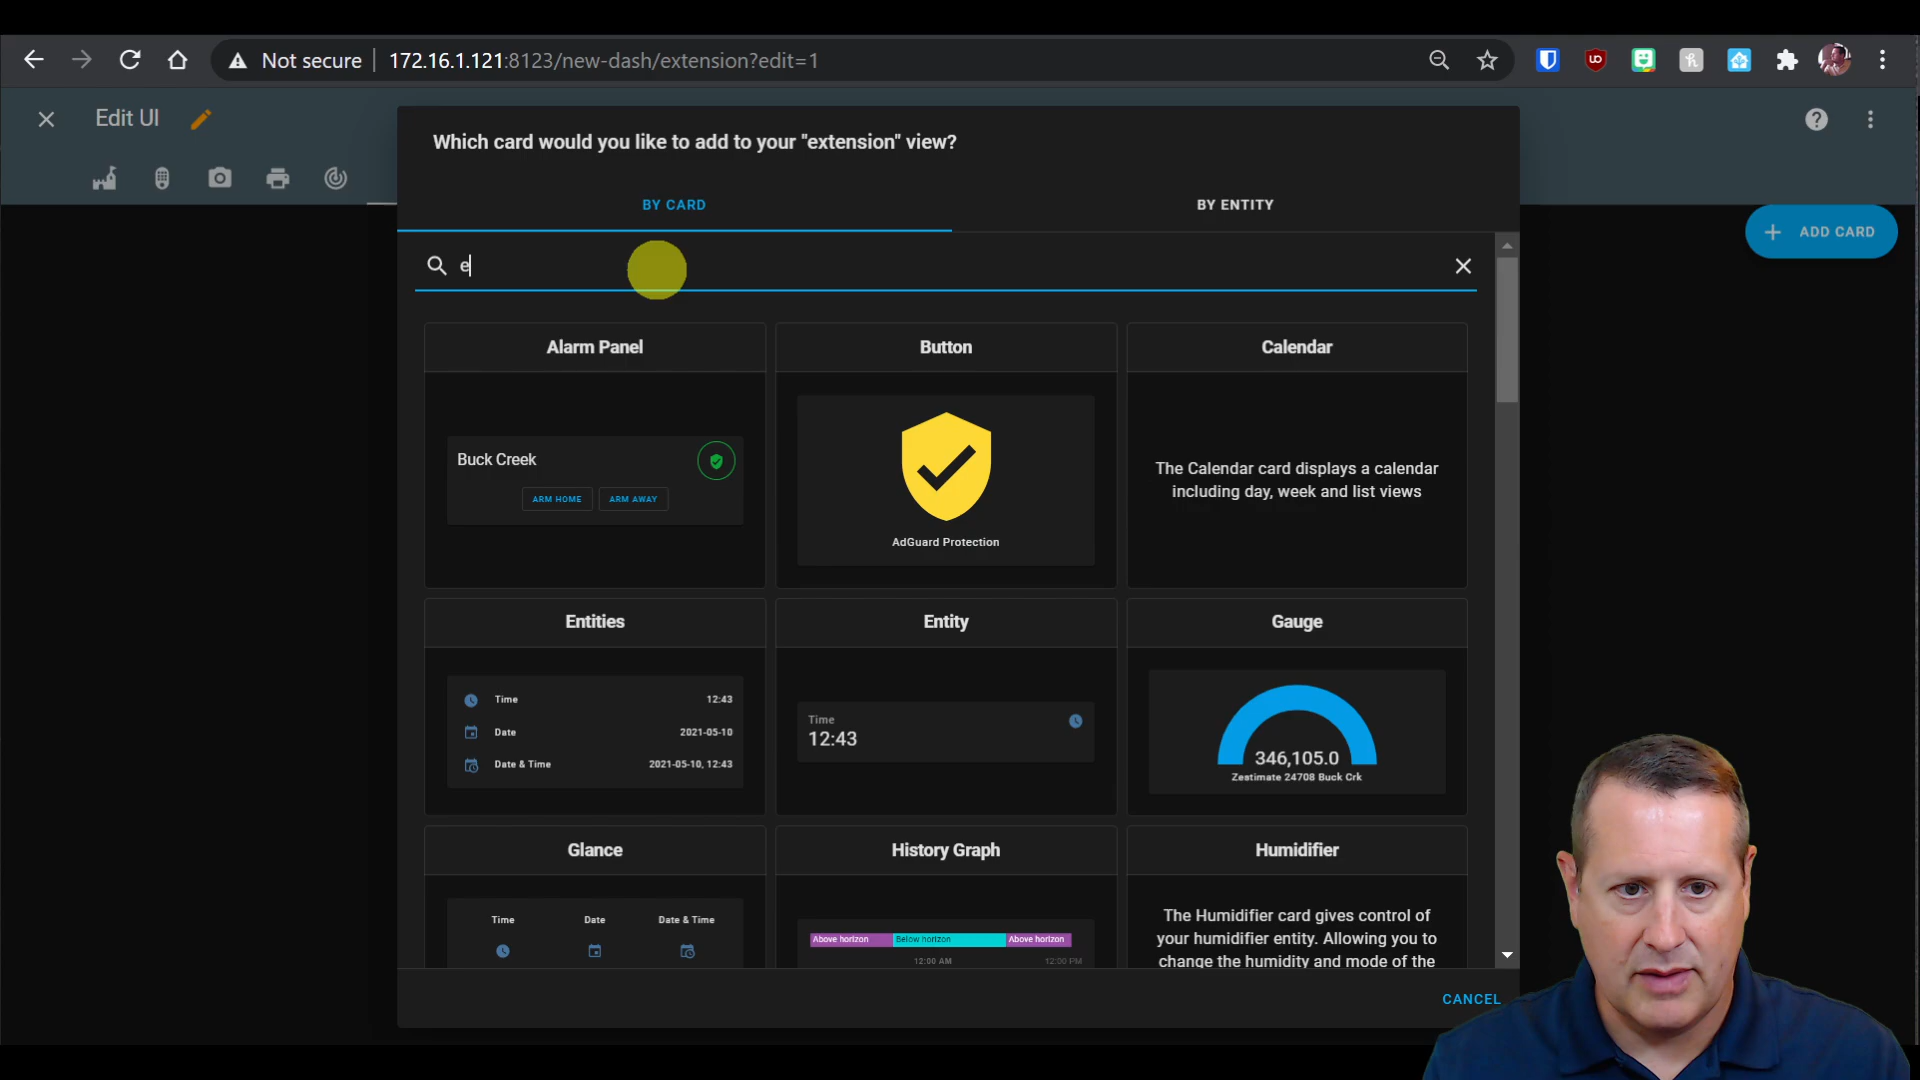 Not secure
172.16.1.121:8123/new-dash/extension?edit=1
Edit UI
Which card would you like to add to your "extension" view?
BY CARD
BY ENTITY
ADD CARD
e
Alarm Panel
Button
Calendar
Buck Creek
ARM HOME
ARM AWAY
AdGuard Protection
The Calendar card displays a calendar
including day, week and list views
Entities
Entity
Gauge
Time 12:43
Date 2021-05-10
Date & Time 2021-05-10, 12:43
Time
12:43
346,105.0
Zestimate 24708 Buck Crk
Glance
History Graph
Humidifier
Time Date Date & Time
Above horizon Below horizon Above horizon
12:00 AM 12:00 PM
The Humidifier card gives control of
your humidifier entity. Allowing you to
change the humidity and mode of the
CANCEL